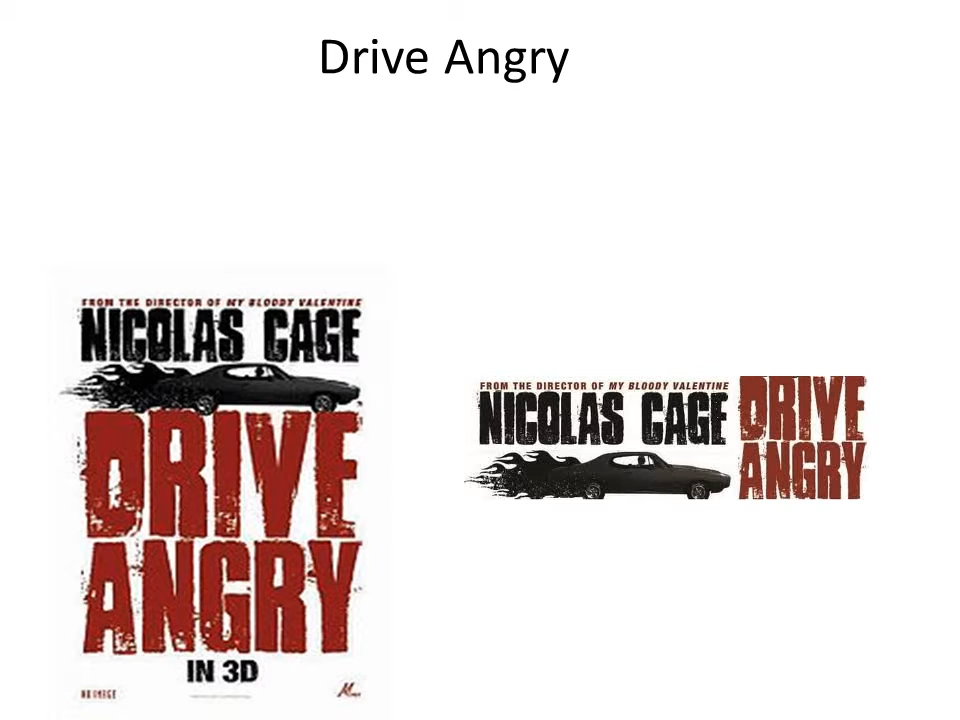 Drive Angry
FROM THE DIRECTOR OF MY BLOODY VALENTINE
NICOLAS CAGE
DRIVE
ANGRY
IN 3D
FROM THE DIRECTOR OF MY BLOODY VALENTINE
NICOLAS CAGE
DRIVE
ANGRY